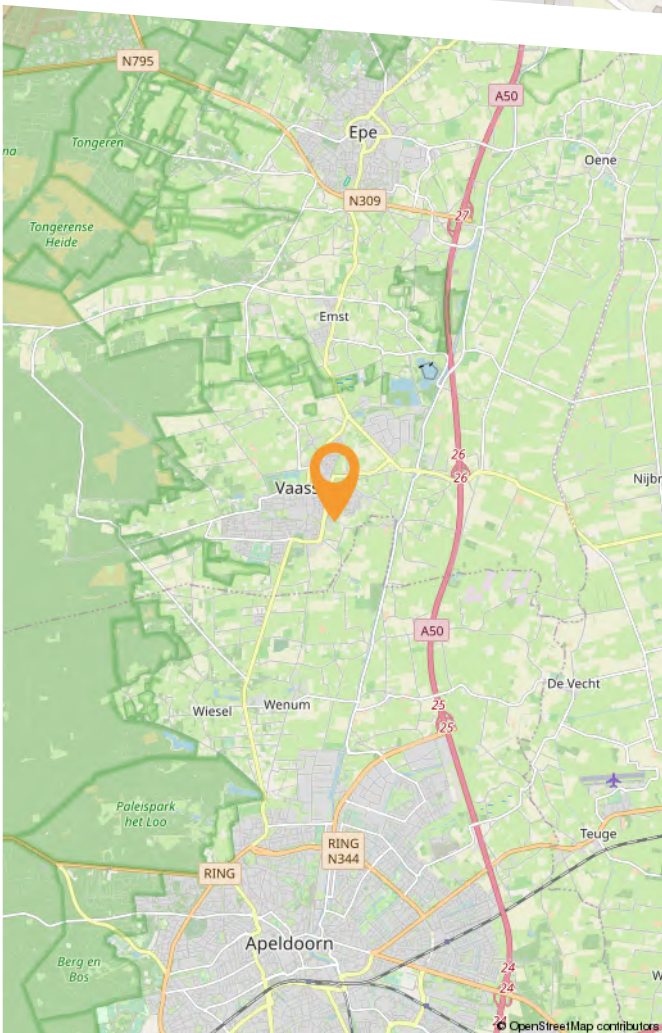 N795
A50
Epe
Tongeren
na
Oene
N309
27
Tongerense
Heide
Emst
26
26
Nijbr
Vaass
A50
De Vecht
25
25
Wiesel
Wenum
Paleispark
het Loo
Teuge
RING
N344
RING
Apeldoorn
Berg en
Bos
24
24
24
W
© OpenStreetMap contributors